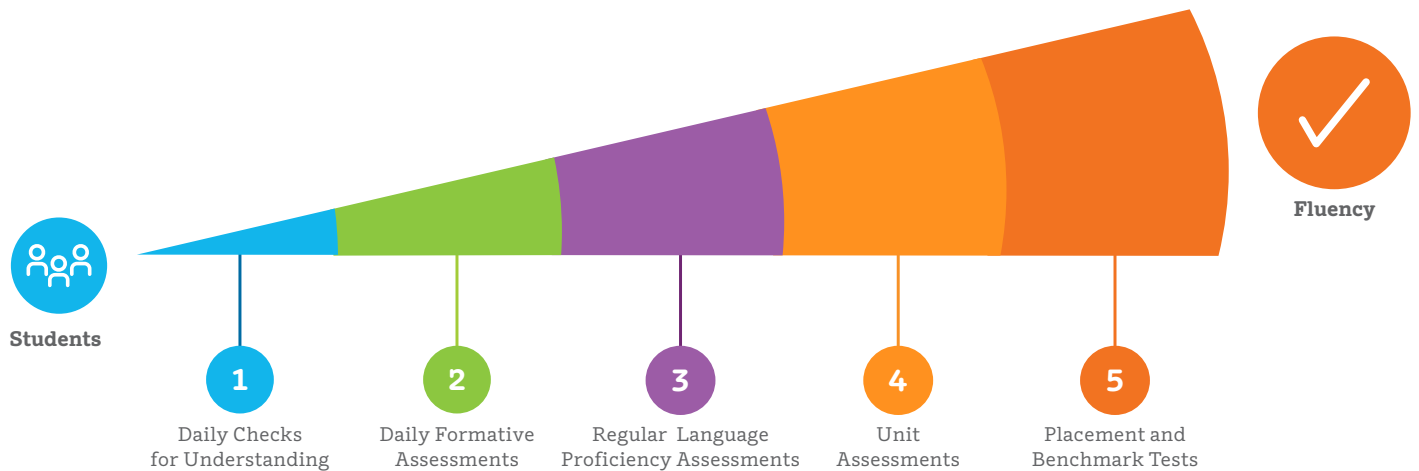 Students
Fluency
1
Daily Checks
for Understanding
2
Daily Formative
Assessments
3
Regular Language
Proficiency Assessments
4
Unit
Assessments
5
Placement and
Benchmark Tests